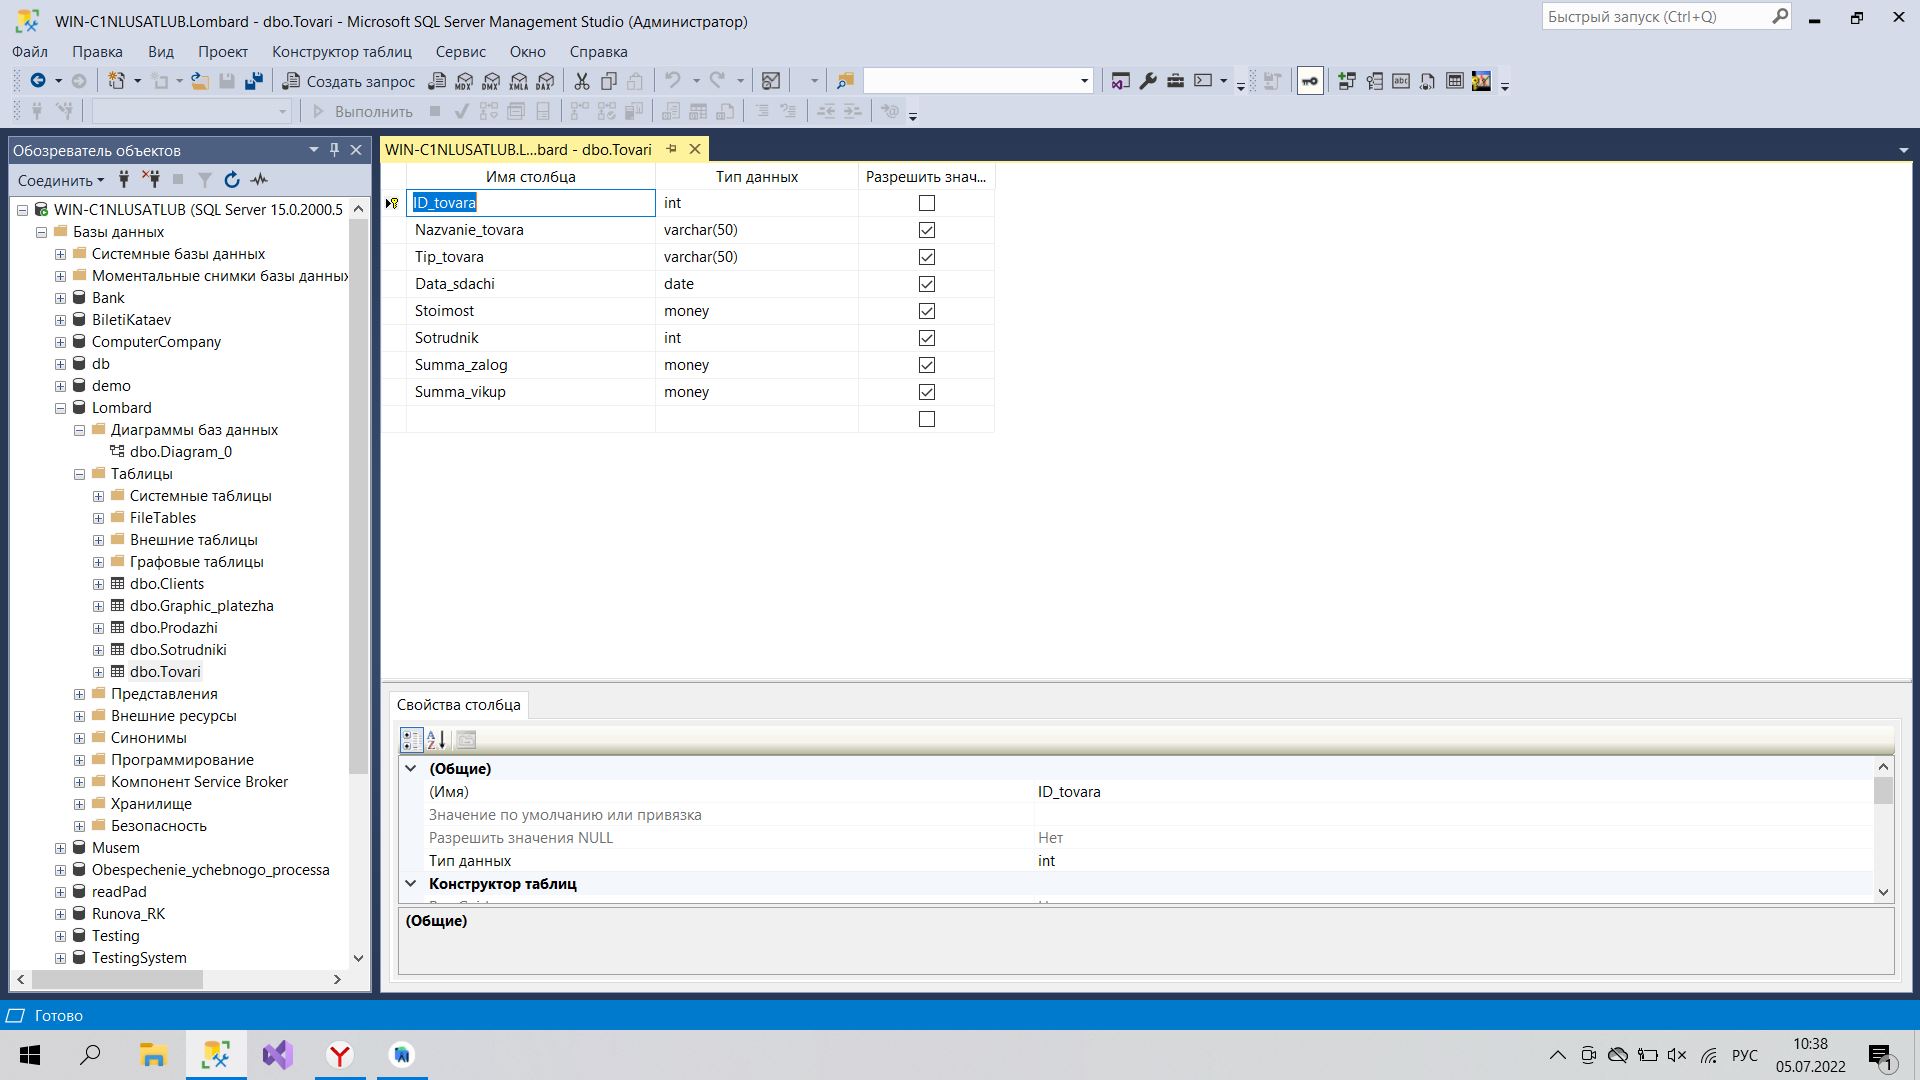 WIN-C1NLUSATLUB.Lombard - dbo.Tovari - Microsoft SQL Server Management Studio (Администратор)
Быстрый запуск (Ctrl+Q)
Файл Правка Вид Проект Конструктор таблиц Сервис Окно Справка
Создать запрос MDX DMX XMLA DAX
Выполнить
Обозреватель объектов
Соединить
WIN-C1NLUSATLUB (SQL Server 15.0.2000.5
Базы данных
Системные базы данных
Моментальные снимки базы данных
Bank
BiletiKataev
ComputerCompany
db
demo
Lombard
Диаграммы баз данных
dbo.Diagram_0
Таблицы
Системные таблицы
FileTables
Внешние таблицы
Графовые таблицы
dbo.Clients
dbo.Graphic_platezha
dbo.Prodazhi
dbo.Sotrudniki
dbo.Tovari
Представления
Внешние ресурсы
Синонимы
Программирование
Компонент Service Broker
Хранилище
Безопасность
Musem
Obespechenie_ychebnogo_processa
readPad
Runova_RK
Testing
TestingSystem
WIN-C1NLUSATLUB.L...bard - dbo.Tovari
Имя столбца Тип данных Разрешить знач...
ID_tovara int
Nazvanie_tovara varchar(50)
Tip_tovara varchar(50)
Data_sdachi date
Stoimost money
Sotrudnik int
Summa_zalog money
Summa_vikup money
Свойства столбца
(Общие)
(Имя) ID_tovara
Значение по умолчанию или привязка
Разрешить значения NULL Нет
Тип данных int
Конструктор таблиц
(Общие)
Готово
РУС
10:38
05.07.2022
1